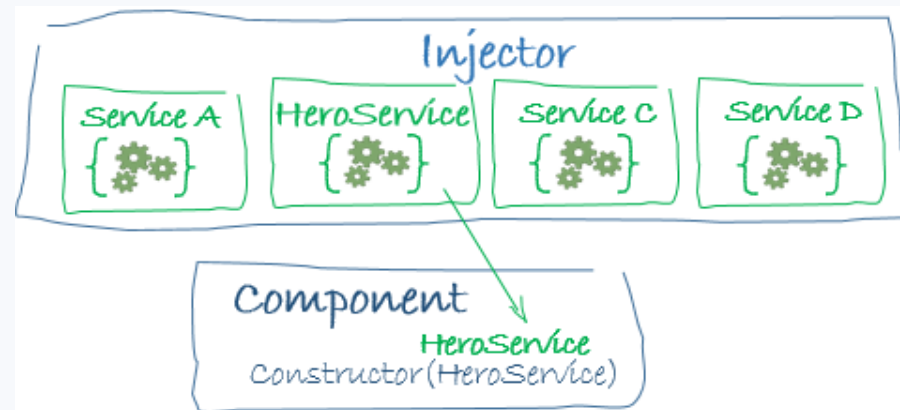 Injector
Service A
HeroService
Service C
Service D
{ }
{ }
{ }
{ }
Component
HeroService
Constructor(HeroService)